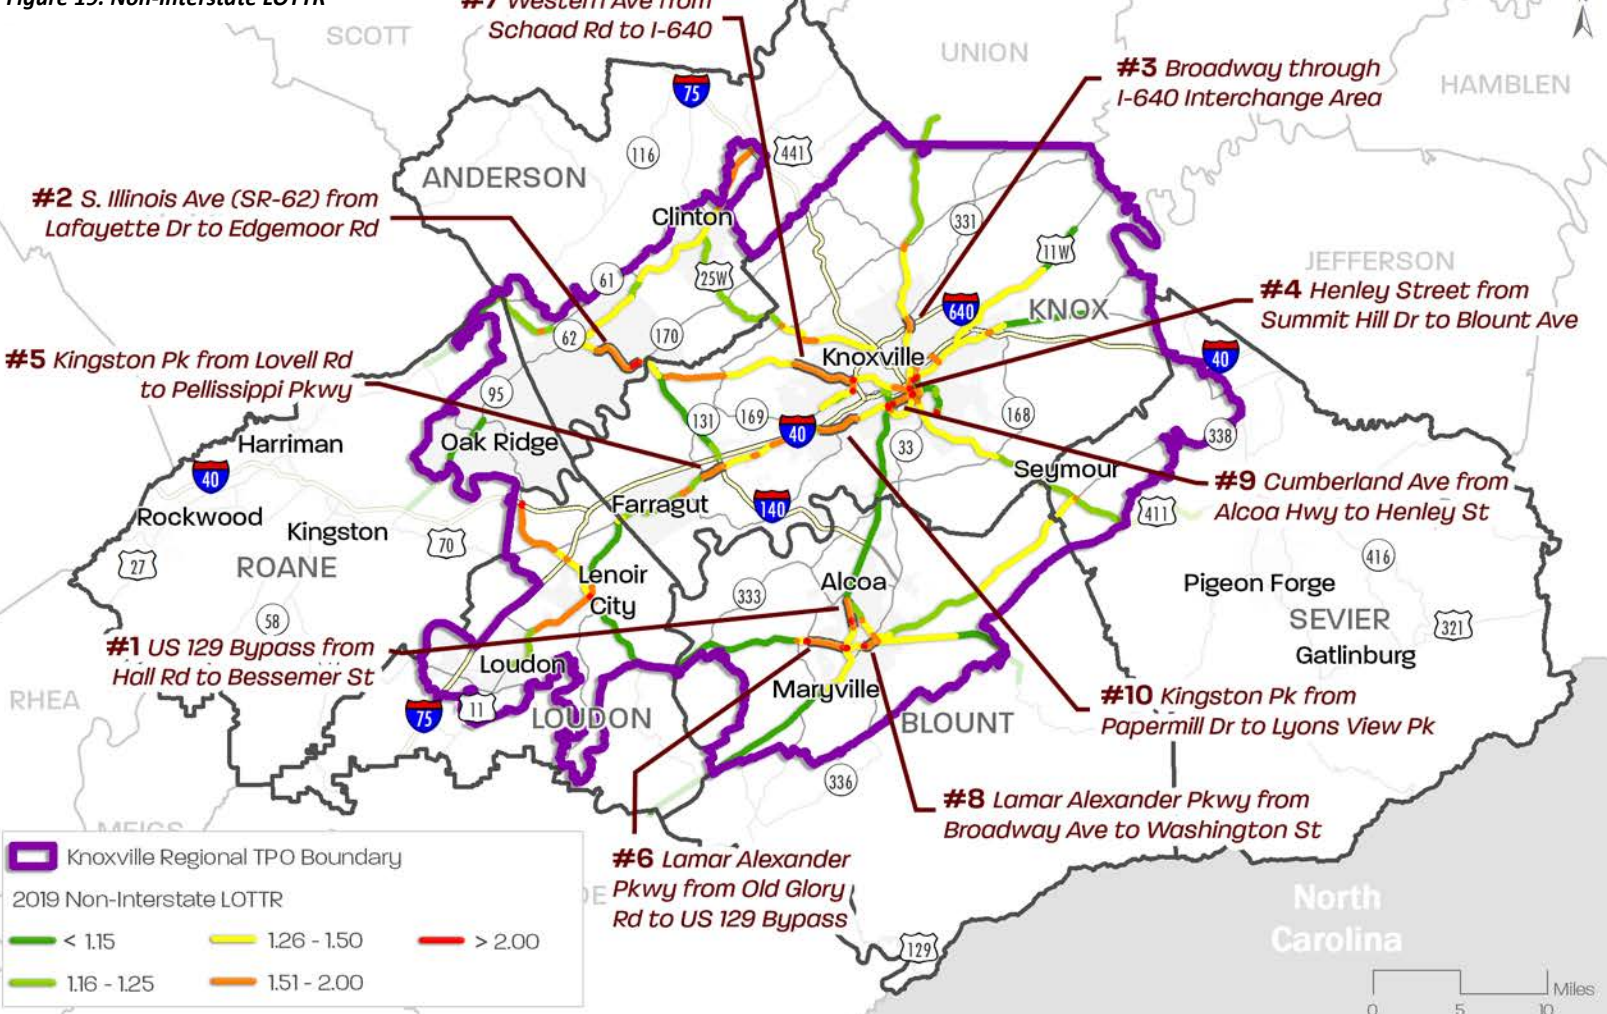 Figure 15. Non-Interstate LOTTR
#7 Western Ave from
Schaad Rd to I-640
SCOTT
UNION
HAMBLEN
#3 Broadway through
I-640 Interchange Area
75
116
441
ANDERSON
#2 S. Illinois Ave (SR-62) from
Lafayette Dr to Edgemoor Rd
Clinton
331
11W
JEFFERSON
61
25W
640
KNOX
#4 Henley Street from
Summit Hill Dr to Blount Ave
62
170
#5 Kingston Pk from Lovell Rd
to Pellissippi Pkwy
Knoxville
40
95
131
169
40
168
33
338
Harriman
Oak Ridge
Seymour
40
#9 Cumberland Ave from
Alcoa Hwy to Henley St
Rockwood
Kingston
Farragut
140
411
70
27
ROANE
416
Lenoir
City
Alcoa
Pigeon Forge
333
SEVIER
321
58
#1 US 129 Bypass from
Hall Rd to Bessemer St
Loudon
Gatlinburg
RHEA
Maryville
#10 Kingston Pk from
Papermill Dr to Lyons View Pk
75
11
LOUDON
BLOUNT
336
#8 Lamar Alexander Pkwy from
Broadway Ave to Washington St
MEIGS
#6 Lamar Alexander
Pkwy from Old Glory
Rd to US 129 Bypass
129
North
Carolina
Knoxville Regional TPO Boundary
2019 Non-Interstate LOTTR
< 1.15
1.26 - 1.50
> 2.00
1.16 - 1.25
1.51 - 2.00
Miles
0 5 10